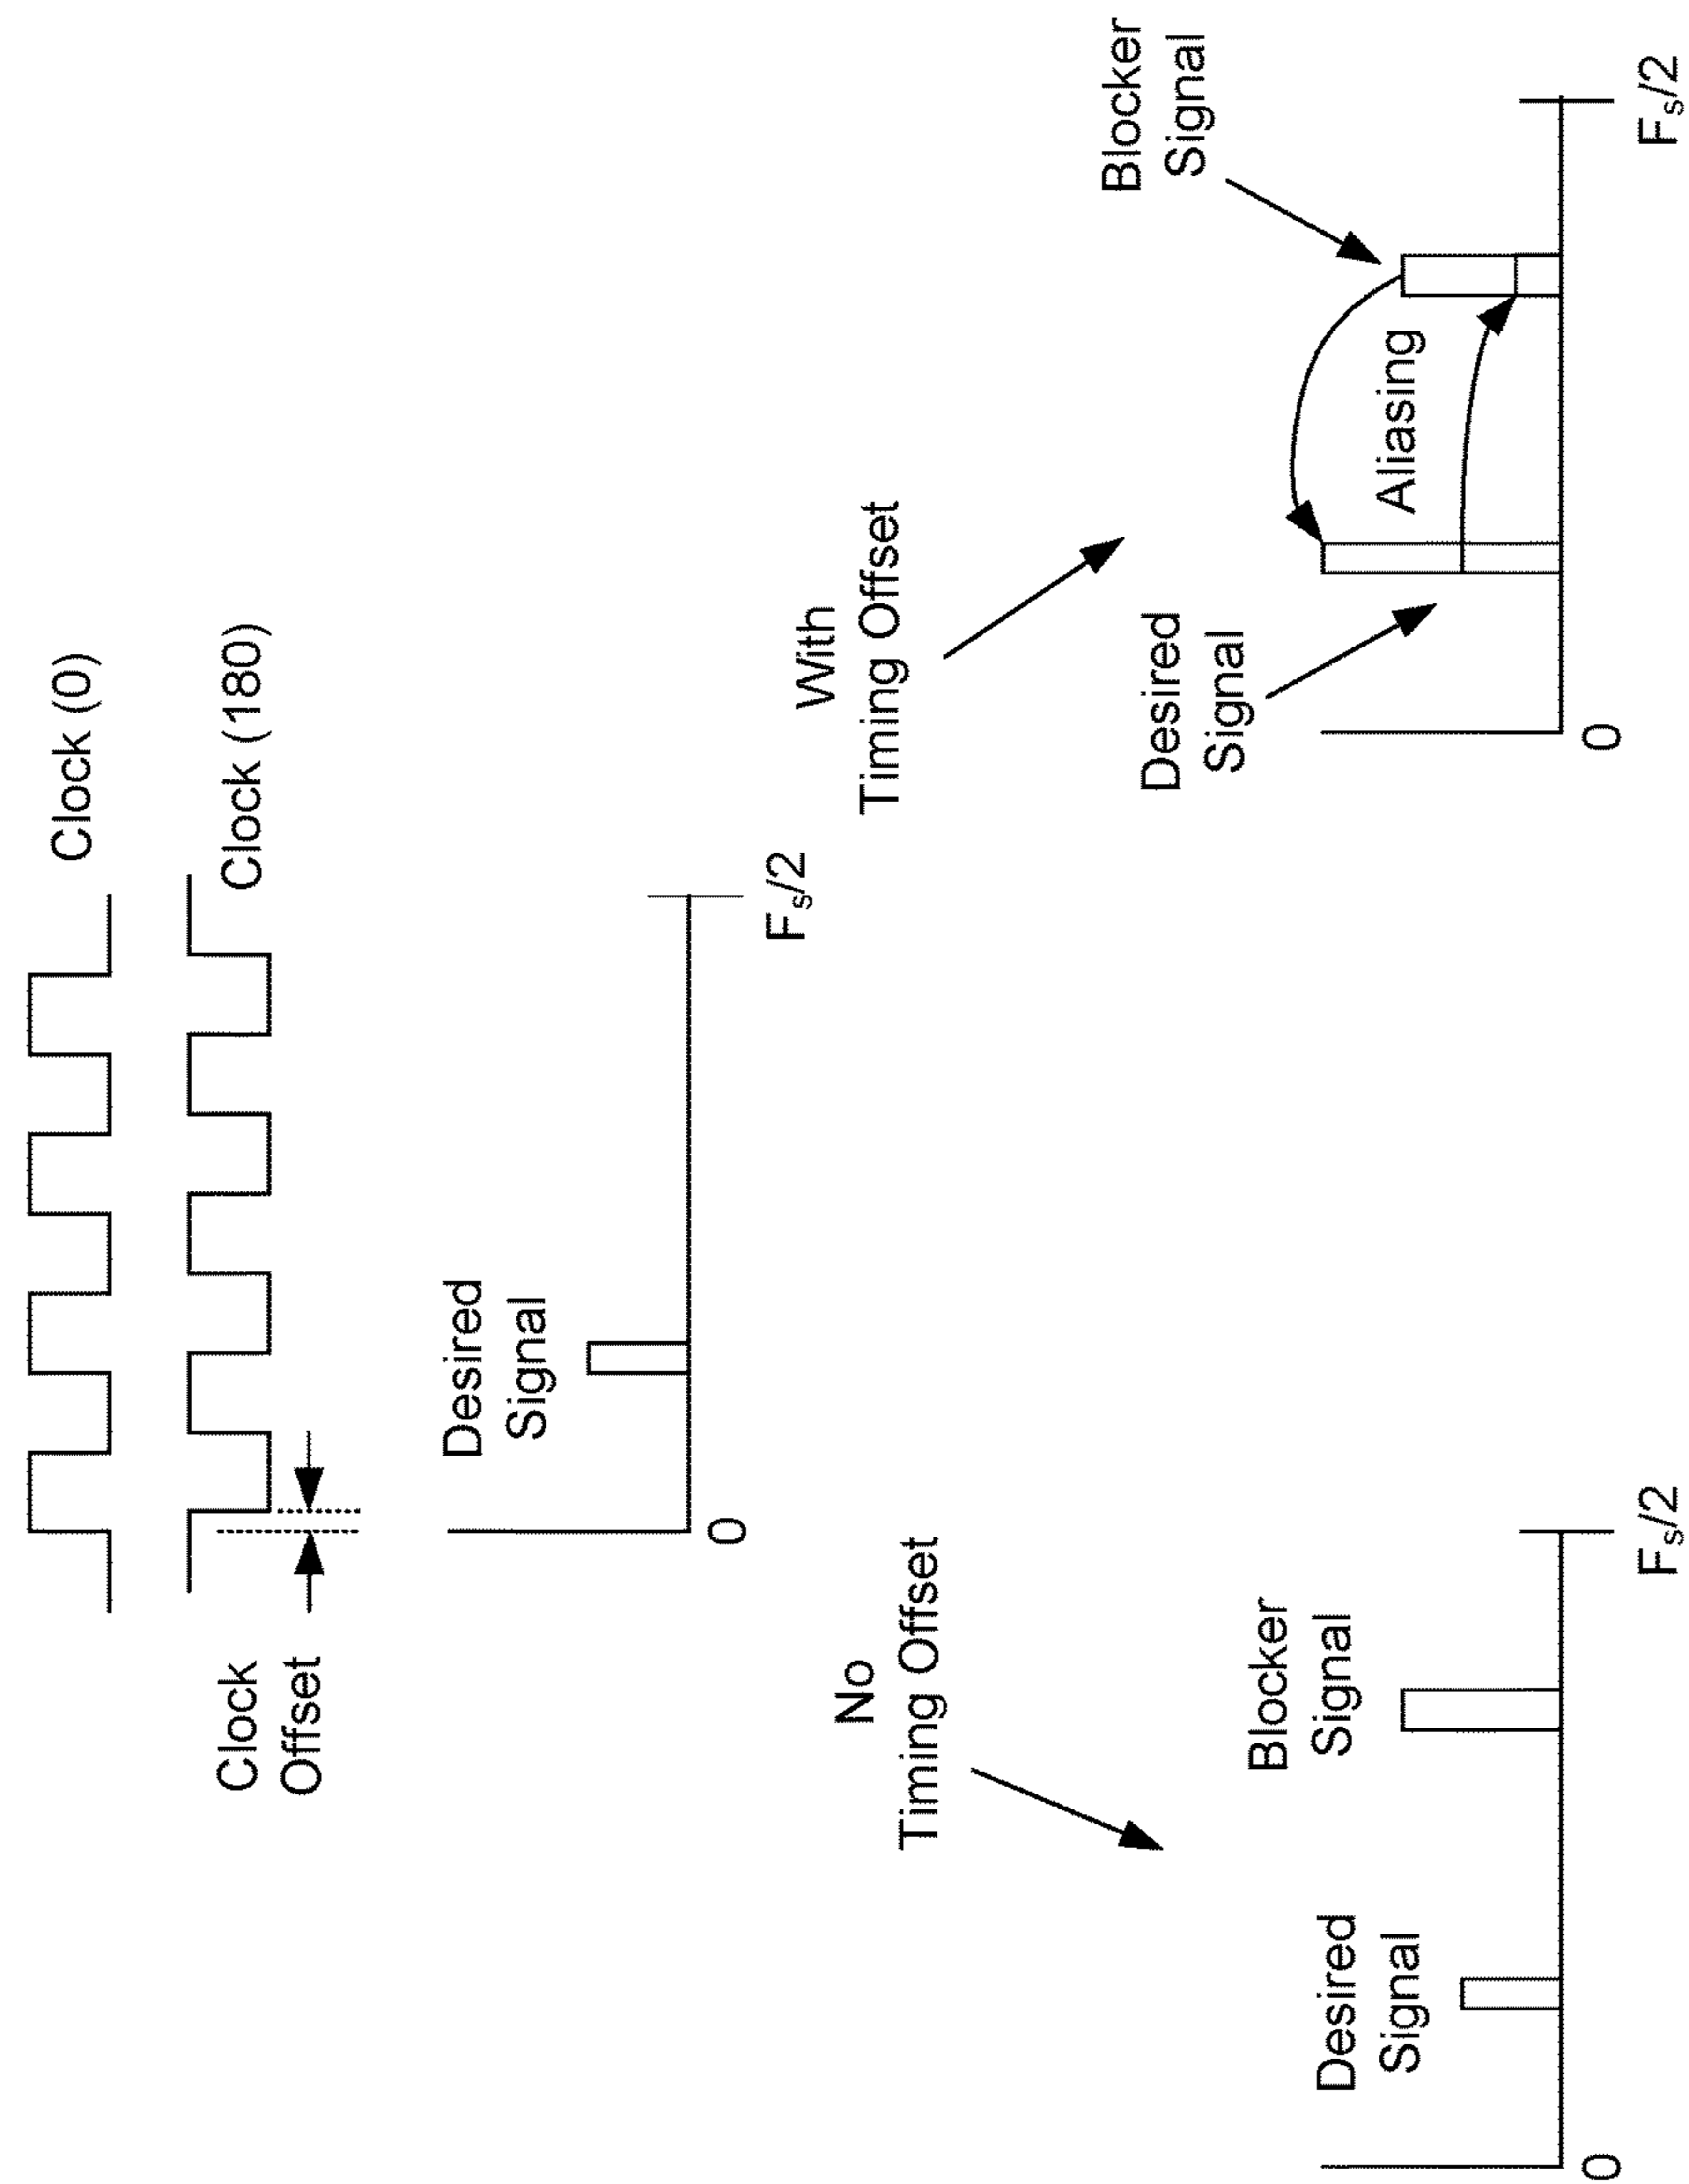 Clock (0)
Clock (180)
Clock
Offset
Desired
Signal
0
Fₛ/2
No
Timing Offset
With
Timing Offset
Desired
Signal
Blocker
Signal
0
Fₛ/2
Desired
Signal
Aliasing
Blocker
Signal
0
Fₛ/2